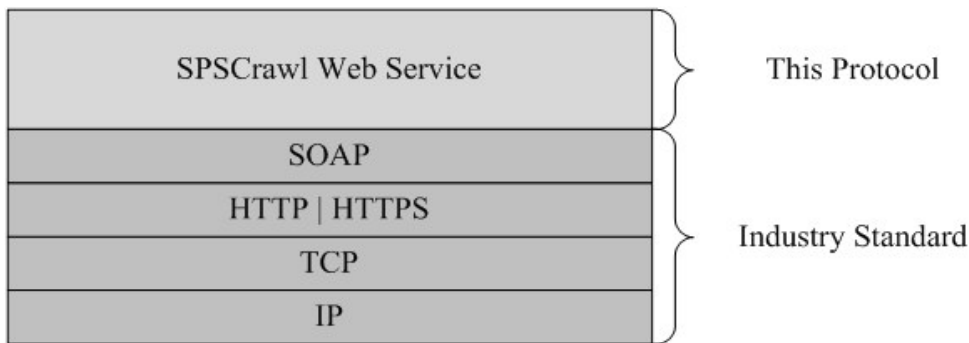 SPSCrawl Web Service
This Protocol
SOAP
HTTP | HTTPS
TCP
IP
Industry Standard